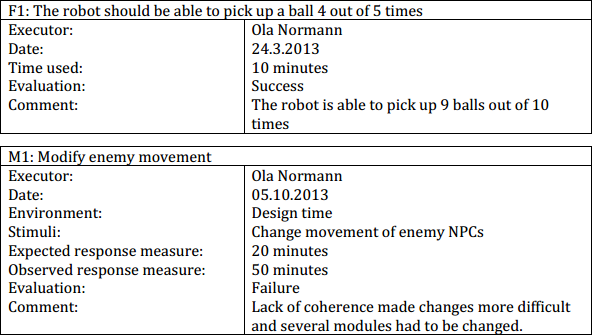 F1: The robot should be able to pick up a ball 4 out of 5 times
Executor: Ola Normann
Date: 24.3.2013
Time used: 10 minutes
Evaluation: Success
Comment: The robot is able to pick up 9 balls out of 10
times
M1: Modify enemy movement
Executor: Ola Normann
Date: 05.10.2013
Environment: Design time
Stimuli: Change movement of enemy NPCs
Expected response measure: 20 minutes
Observed response measure: 50 minutes
Evaluation: Failure
Comment: Lack of coherence made changes more difficult
and several modules had to be changed.